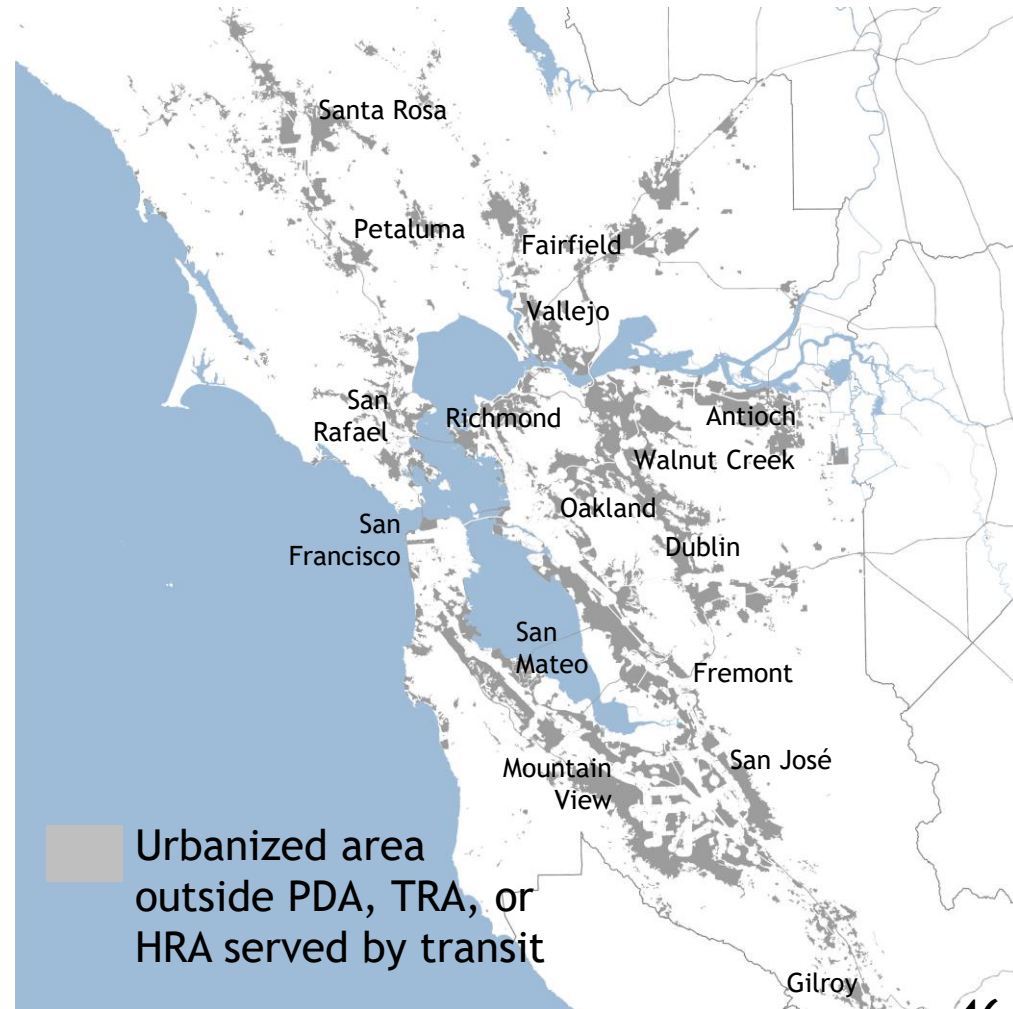 Santa Rosa
Petaluma
Fairfield
Vallejo
San
Rafael
Richmond
Antioch
Walnut Creek
Oakland
San
Francisco
Dublin
San
Mateo
Fremont
Mountain
View
San José
Urbanized area
outside PDA, TRA, or
HRA served by transit
Gilroy